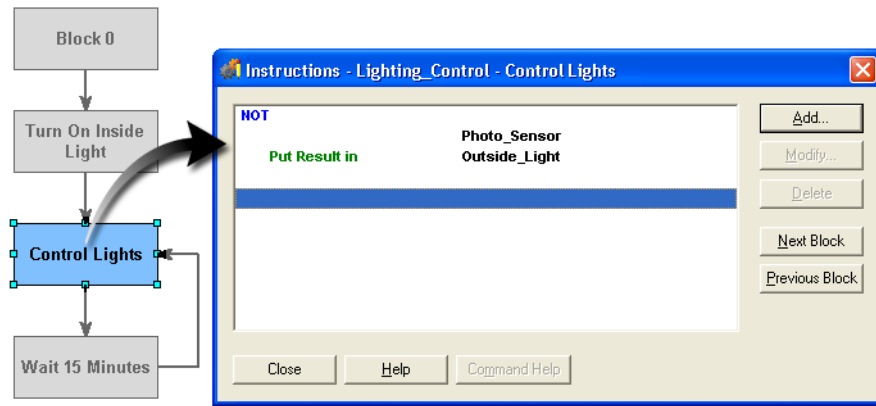 Block 0
Turn On Inside
Light
Control Lights
Wait 15 Minutes
Instructions - Lighting_Control - Control Lights
NOT
Photo_Sensor
Put Result in Outside_Light
Add...
Modify...
Delete
Next Block
Previous Block
Close Help Command Help